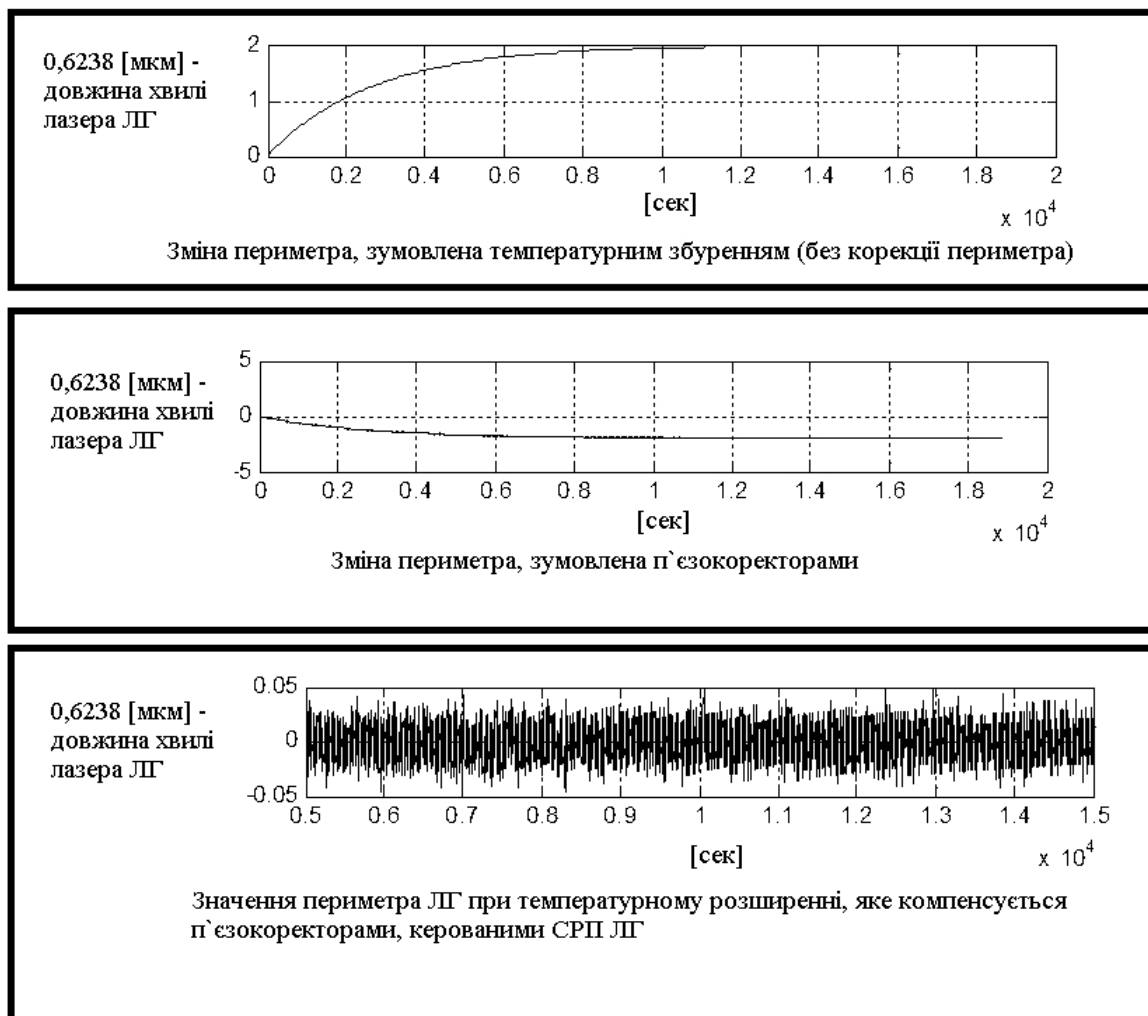 0,6238 [мкм] -
довжина хвилі
лазера ЛГ
2
1
0
0 0.2 0.4 0.6 0.8 1 1.2 1.4 1.6 1.8 2
[сек]
x 10^4
Зміна периметра, зумовлена температурним збуренням (без корекції периметра)
0,6238 [мкм] -
довжина хвилі
лазера ЛГ
5
0
-5
0 0.2 0.4 0.6 0.8 1 1.2 1.4 1.6 1.8 2
[сек]
x 10^4
Зміна периметра, зумовлена п`єзокоректорами
0,6238 [мкм] -
довжина хвилі
лазера ЛГ
0.05
0
-0.05
0.5 0.6 0.7 0.8 0.9 1 1.1 1.2 1.3 1.4 1.5
[сек]
x 10^4
Значення периметра ЛГ при температурному розширенні, яке компенсується
п`єзокоректорами, керованими СРП ЛГ